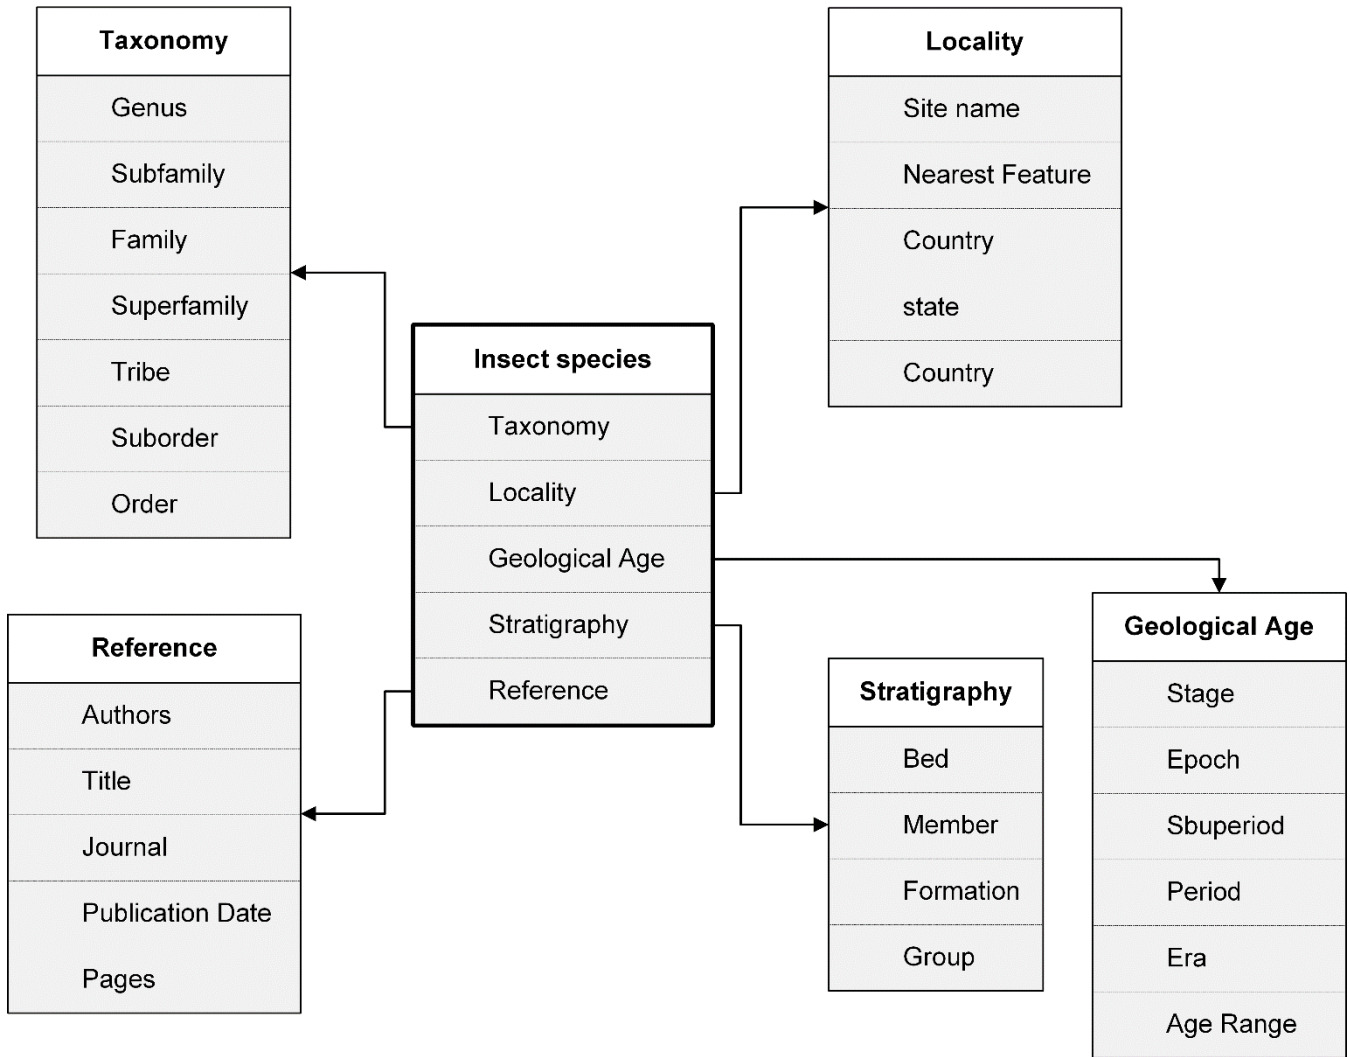 Taxonomy
Genus
Subfamily
Family
Superfamily
Tribe
Suborder
Order
Locality
Site name
Nearest Feature
Country
state
Country
Insect species
Taxonomy
Locality
Geological Age
Stratigraphy
Reference
Reference
Authors
Title
Journal
Publication Date
Pages
Stratigraphy
Bed
Member
Formation
Group
Geological Age
Stage
Epoch
Sbuperiod
Period
Era
Age Range